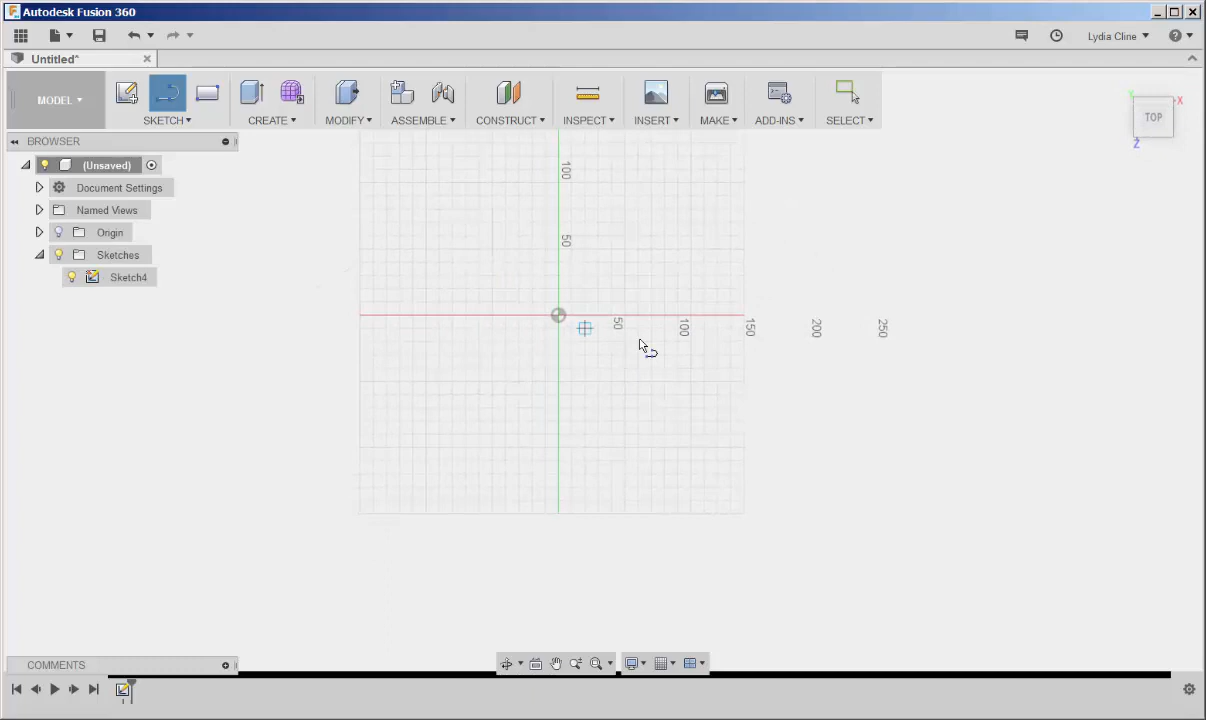 Autodesk Fusion 360
Lydia Cline
Untitled*
MODEL
SKETCH
CREATE
MODIFY
ASSEMBLE
CONSTRUCT
INSPECT
INSERT
MAKE
ADD-INS
SELECT
TOP
X
Y
Z
BROWSER
(Unsaved)
Document Settings
Named Views
Origin
Sketches
Sketch4
100
50
50
100
150
200
250
COMMENTS